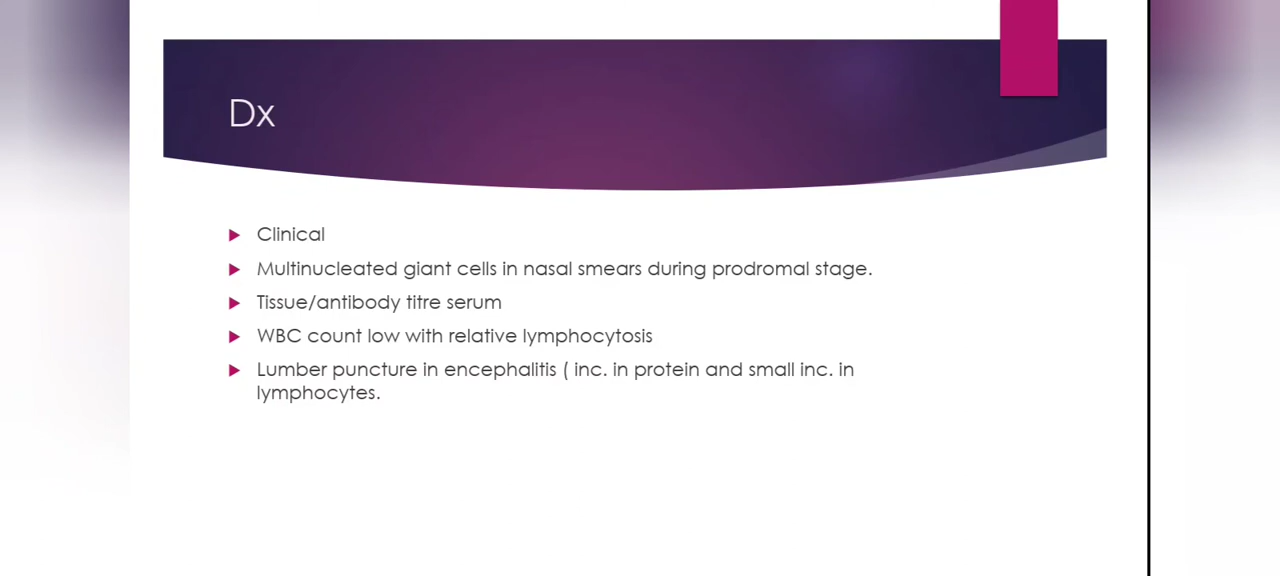 Dx
Clinical
Multinucleated giant cells in nasal smears during prodromal stage.
Tissue/antibody titre serum
WBC count low with relative lymphocytosis
Lumber puncture in encephalitis ( inc. in protein and small inc. in
lymphocytes.